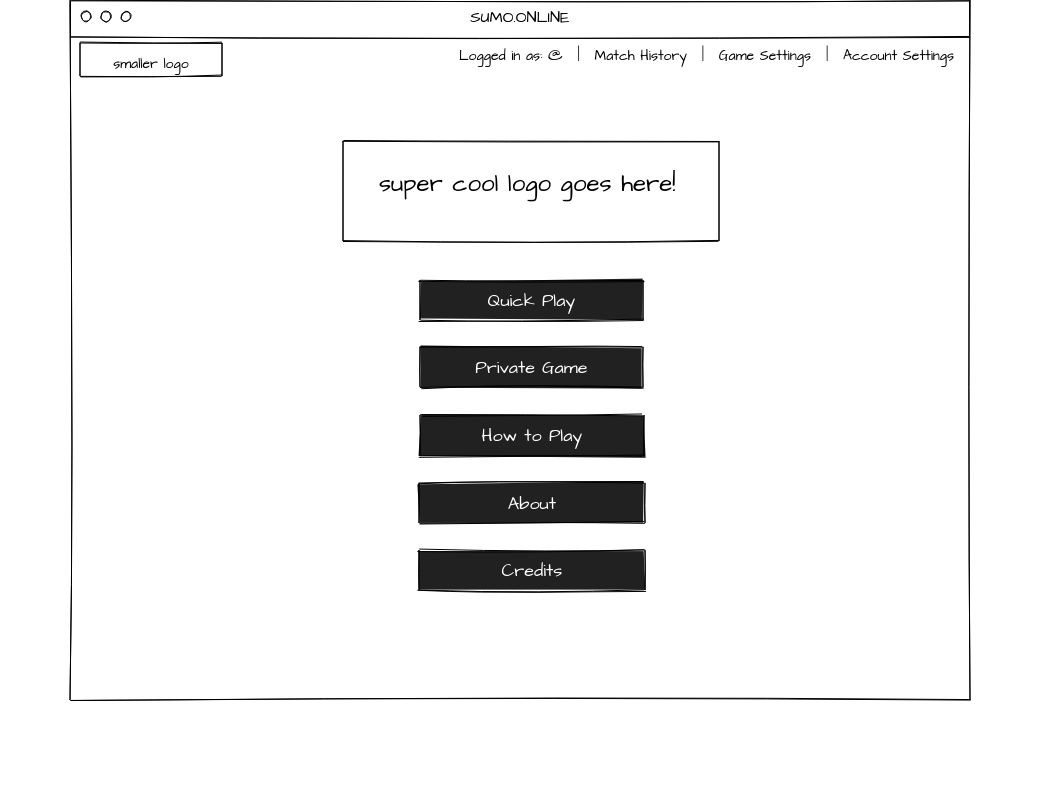 SUMO.ONLINE
smaller logo
Logged in as: @ | Match History | Game Settings | Account Settings
super cool logo goes here!
Quick Play
Private Game
How to Play
About
Credits